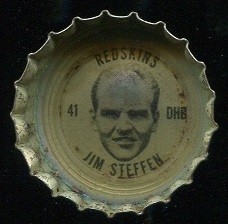 REDSKINS
41 DHB
JIM STEFFEN